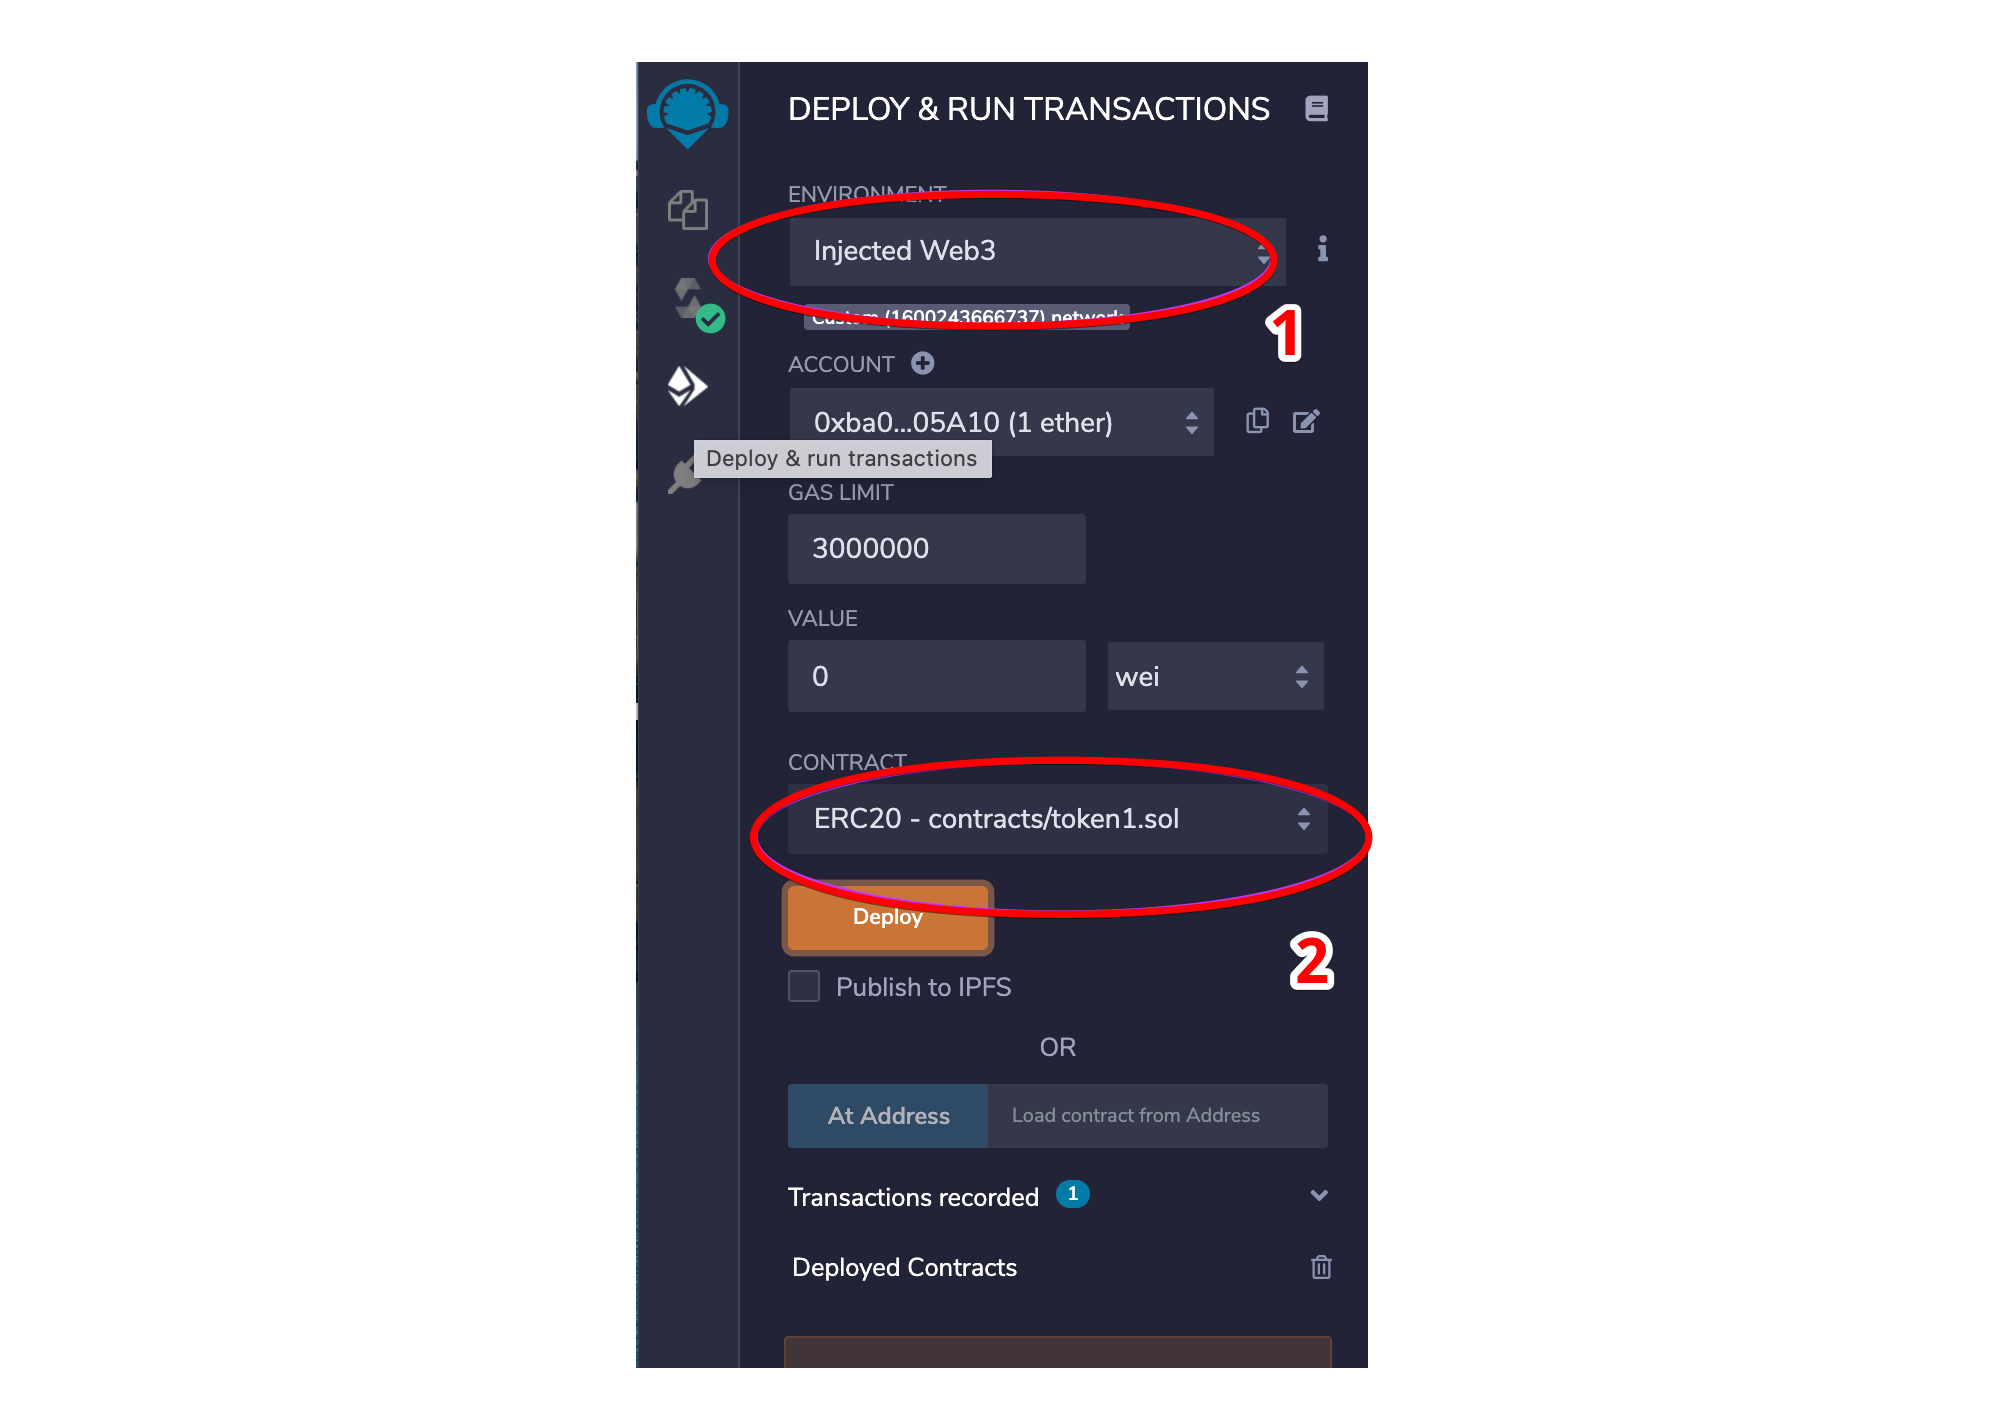 DEPLOY & RUN TRANSACTIONS
ENVIRONMENT
Injected Web3
Custom (1600243666737) network
1
ACCOUNT
0xba0...05A10 (1 ether)
Deploy & run transactions
GAS LIMIT
3000000
VALUE
0 wei
CONTRACT
ERC20 - contracts/token1.sol
Deploy
2
Publish to IPFS
OR
At Address Load contract from Address
Transactions recorded 1
Deployed Contracts